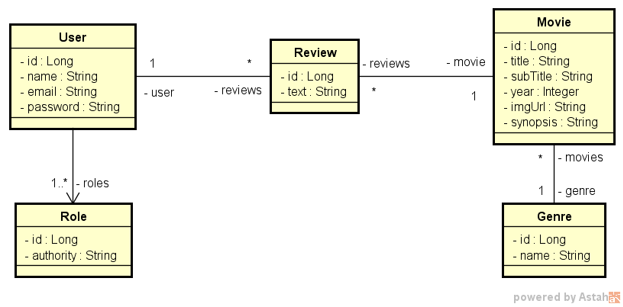 User
- id : Long
- name : String
- email : String
- password : String
1
- user
*
- reviews
Review
- id : Long
- text : String
- reviews
*
- movie
1
Movie
- id : Long
- title : String
- subTitle : String
- year : Integer
- imgUrl : String
- synopsis : String
1..*
- roles
Role
- id : Long
- authority : String
*
- movies
1
- genre
Genre
- id : Long
- name : String
powered by Astah